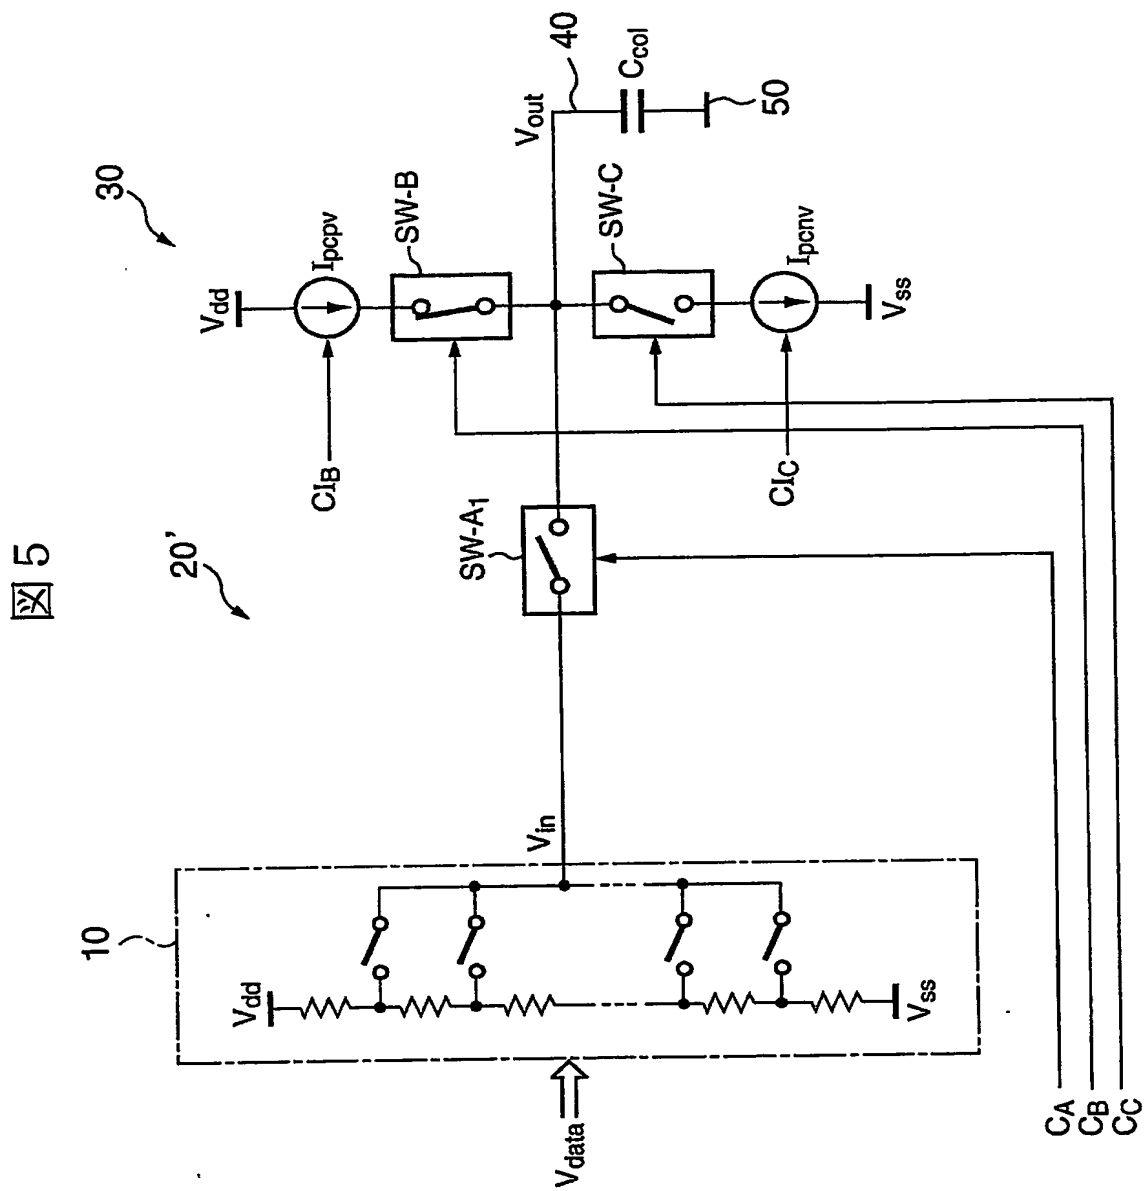 図5
20'
30
10
Vdata
Vdd
Vss
Vin
SW-A1
CIB
CIC
Vdd
Ipcpv
SW-B
SW-C
Ipcnv
Vss
Vout
40
Ccol
50
CA
CB
CC